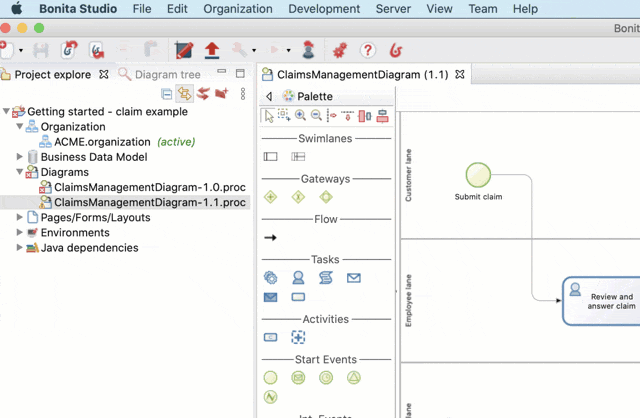 Bonita Studio File Edit Organization Development Server View Team Help
Bonit
Project explore Diagram tree
ClaimsManagementDiagram (1.1)
Palette
Getting started - claim example
Organization
ACME.organization (active)
Business Data Model
Diagrams
ClaimsManagementDiagram-1.0.proc
ClaimsManagementDiagram-1.1.proc
Pages/Forms/Layouts
Environments
Java dependencies
Swimlanes
Gateways
Flow
Tasks
Activities
Start Events
Int. Events
Customer lane
Submit claim
Employee lane
Review and
answer claim
lane